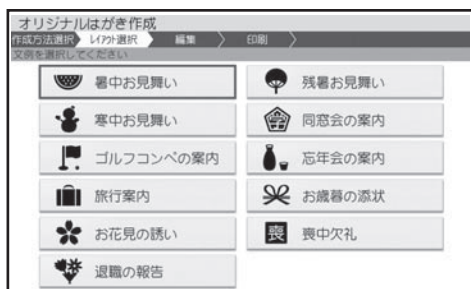 オリジナルはがき作成
作成方法選択 レイアウト選択 編集 印刷
文例を選択してください
暑中お見舞い
残暑お見舞い
寒中お見舞い
同窓会の案内
ゴルフコンペの案内
忘年会の案内
旅行案内
お歳暮の添状
お花見の誘い
喪 喪中欠礼
退職の報告